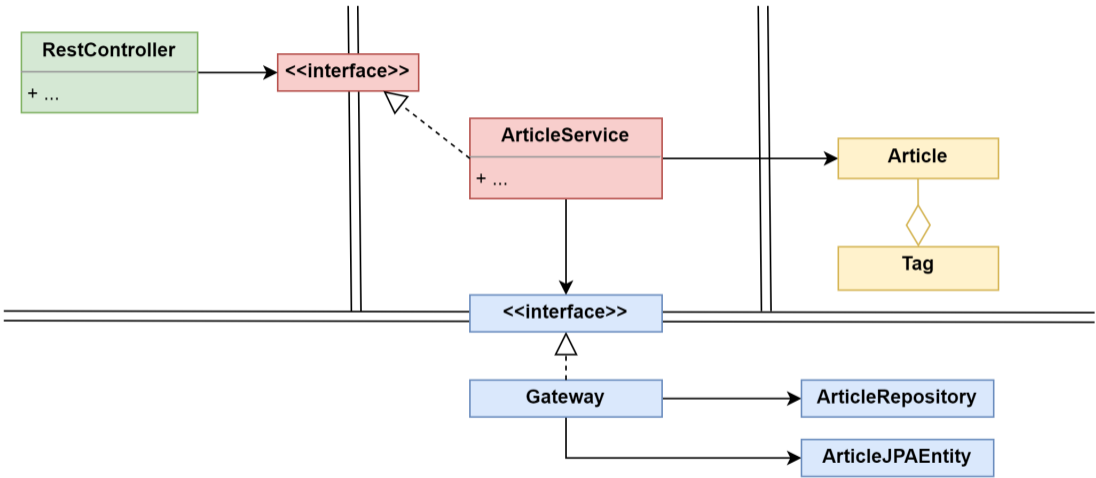 RestController
+ ...
<<interface>>
ArticleService
+ ...
Article
Tag
<<interface>>
Gateway
ArticleRepository
ArticleJPAEntity